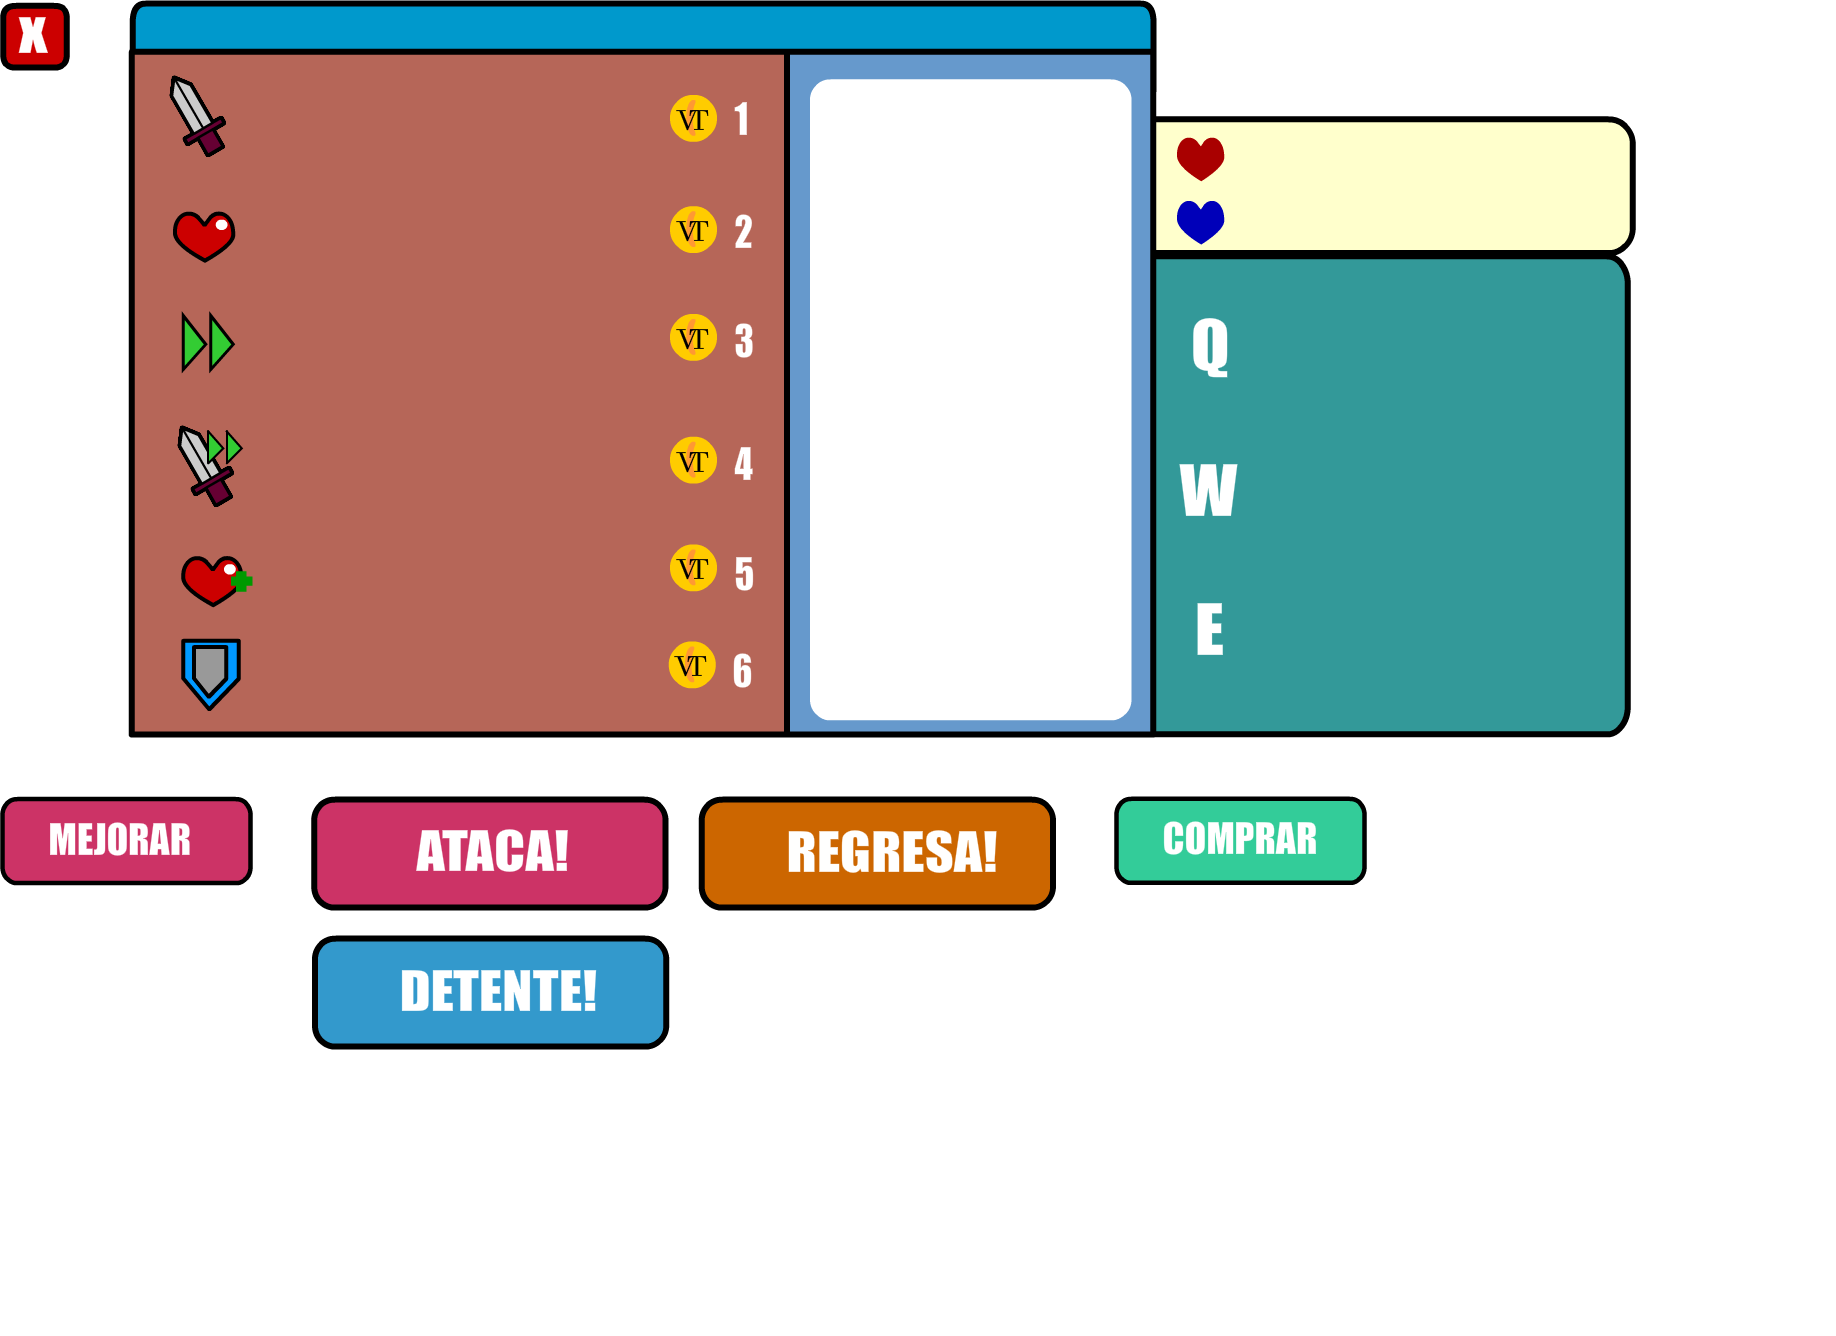 X
VT 1
VT 2
VT 3
VT 4
VT 5
VT 6
Q
W
E
MEJORAR
ATACA!
REGRESA!
COMPRAR
DETENTE!